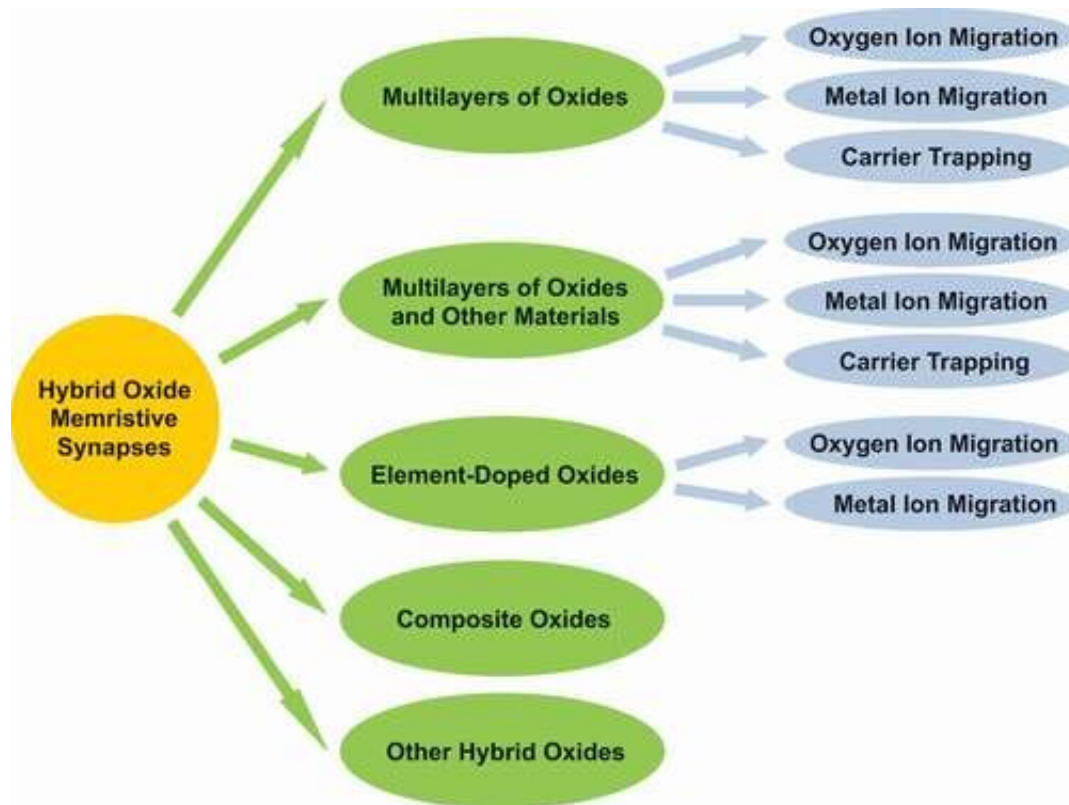 Hybrid Oxide
Memristive
Synapses
Multilayers of Oxides
Oxygen Ion Migration
Metal Ion Migration
Carrier Trapping
Multilayers of Oxides
and Other Materials
Oxygen Ion Migration
Metal Ion Migration
Carrier Trapping
Element-Doped Oxides
Oxygen Ion Migration
Metal Ion Migration
Composite Oxides
Other Hybrid Oxides